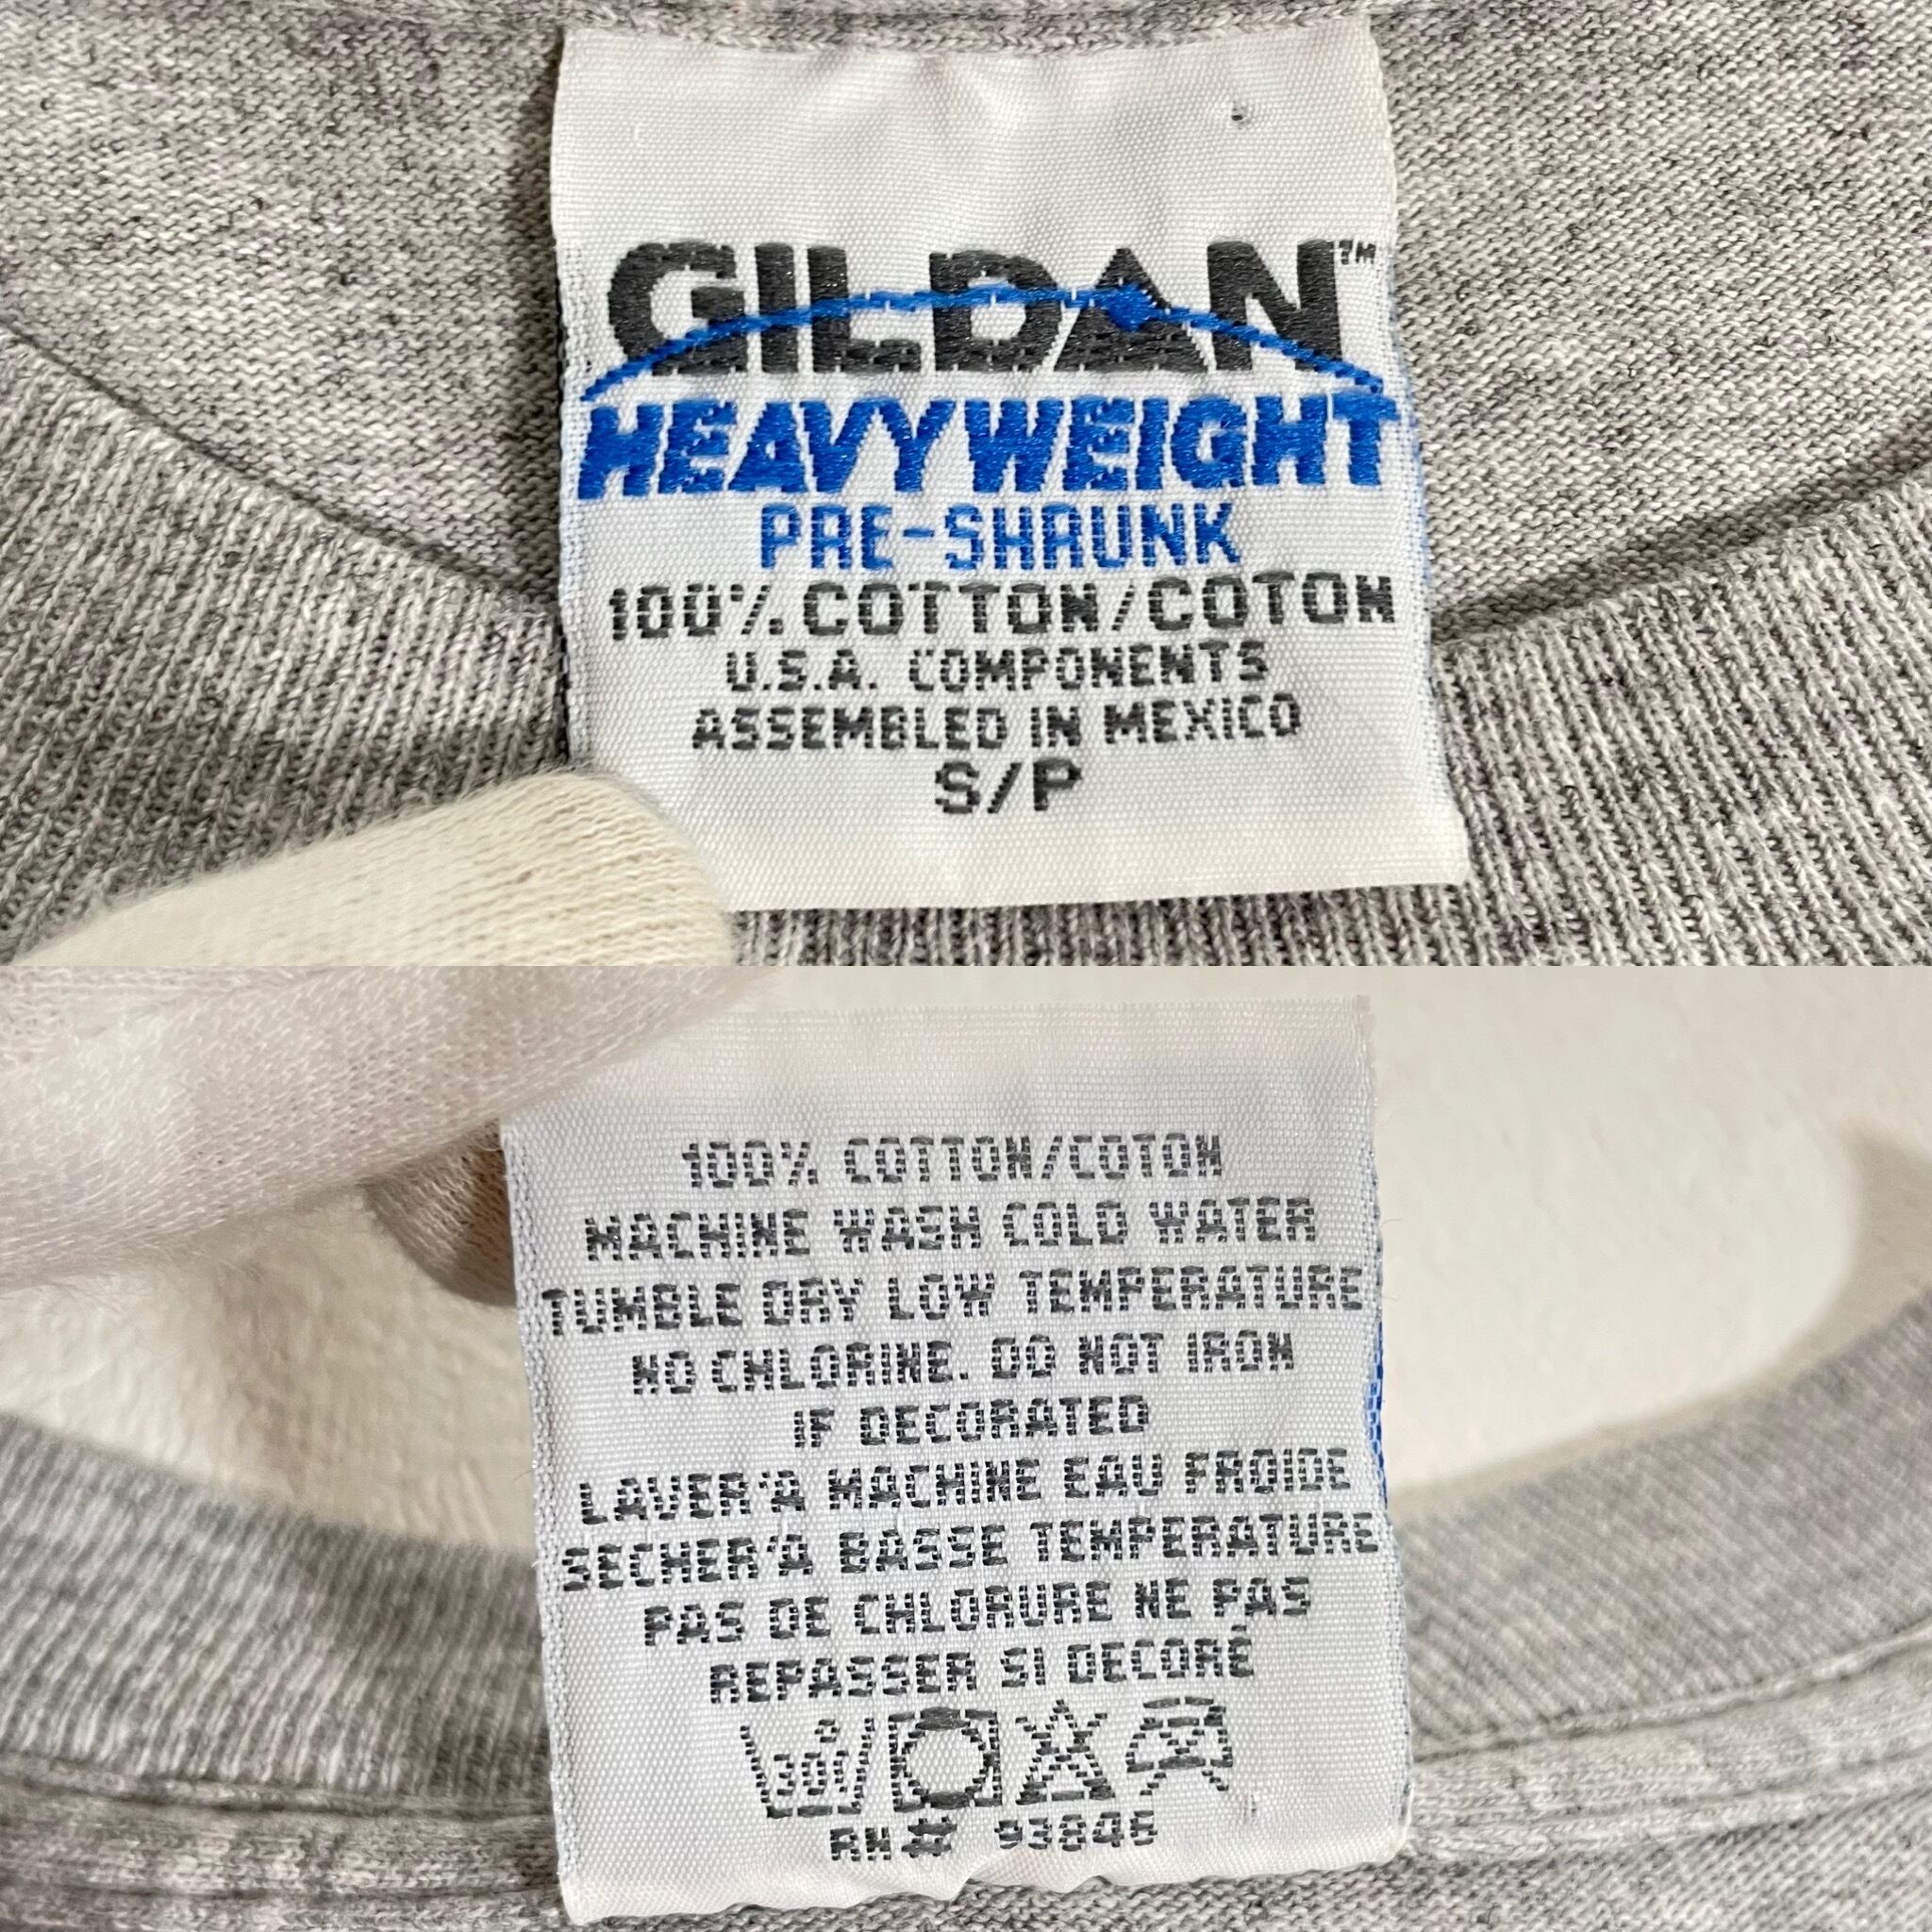 GILDAN™
HEAVYWEIGHT
PRE-SHRUNK
100% COTTON/COTON
U.S.A. COMPONENTS
ASSEMBLED IN MEXICO
S/P
100% COTTON/COTON
MACHINE WASH COLD WATER
TUMBLE DRY LOW TEMPERATURE
NO CHLORINE. DO NOT IRON
IF DECORATED
LAVER'A MACHINE EAU FROIDE
SECHER'A BASSE TEMPERATURE
PAS DE CHLORURE NE PAS
REPASSER SI DECORÉ
30°
RN# 93846